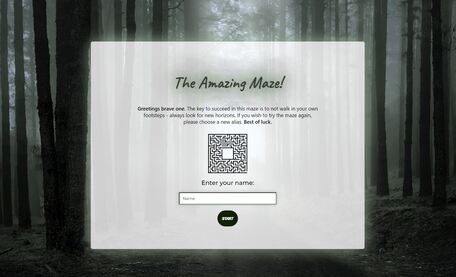 The Amazing Maze!
Greetings brave one. The key to succeed in this maze is to not walk in your own
footsteps - always look for new horizons. If you wish to try the maze again,
please choose a new alias. Best of luck.
Enter your name:
Name
START